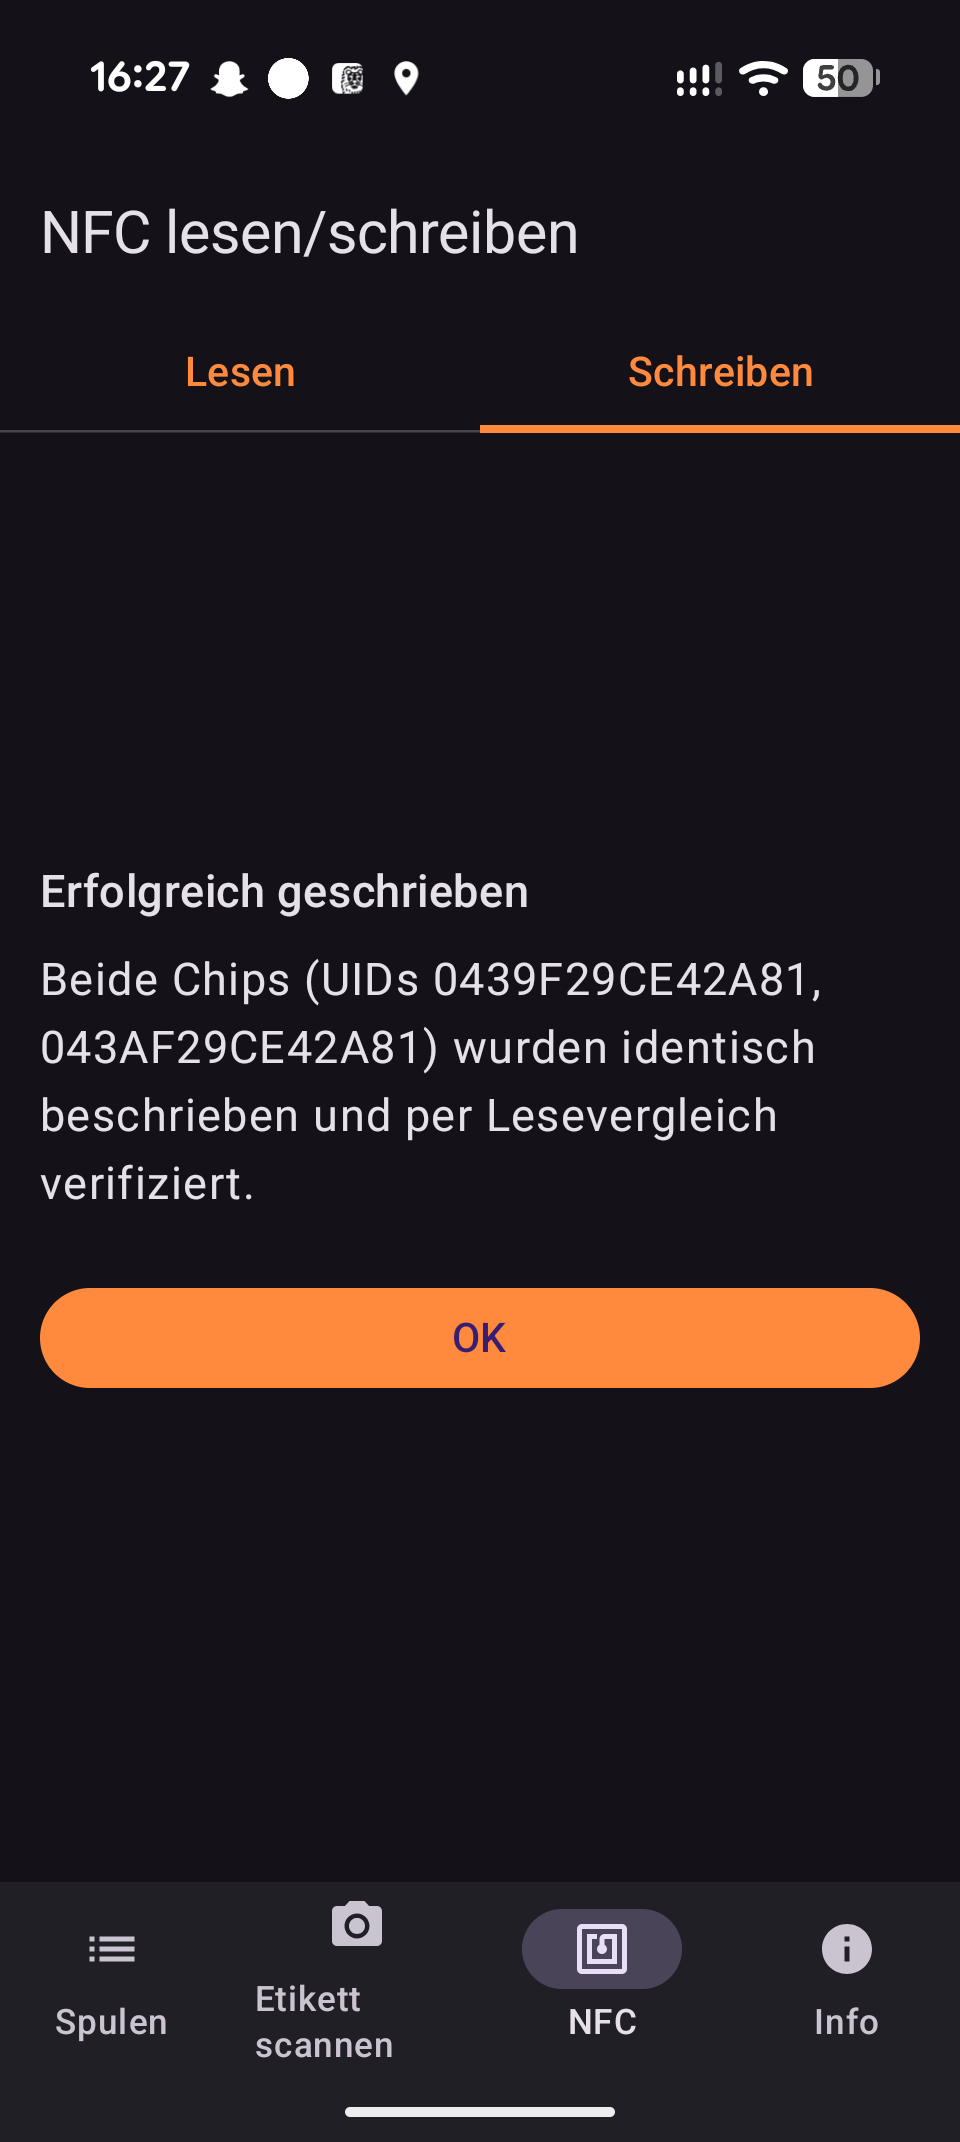 16:27
50
NFC lesen/schreiben
Lesen
Schreiben
Erfolgreich geschrieben
Beide Chips (UIDs 0439F29CE42A81,
043AF29CE42A81) wurden identisch
beschrieben und per Lesevergleich
verifiziert.
OK
Spulen
Etikett
scannen
NFC
Info